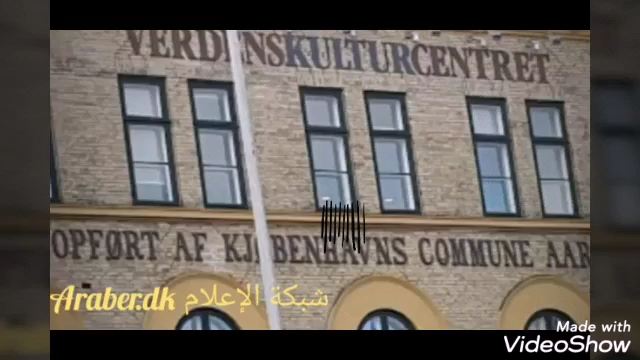 VERDENSKULTURCENTRET
OPFØRT AF KJØBENHAVNS COMMUNE AAR
Araber.dk شبكة الإعلام
Made with
VideoShow